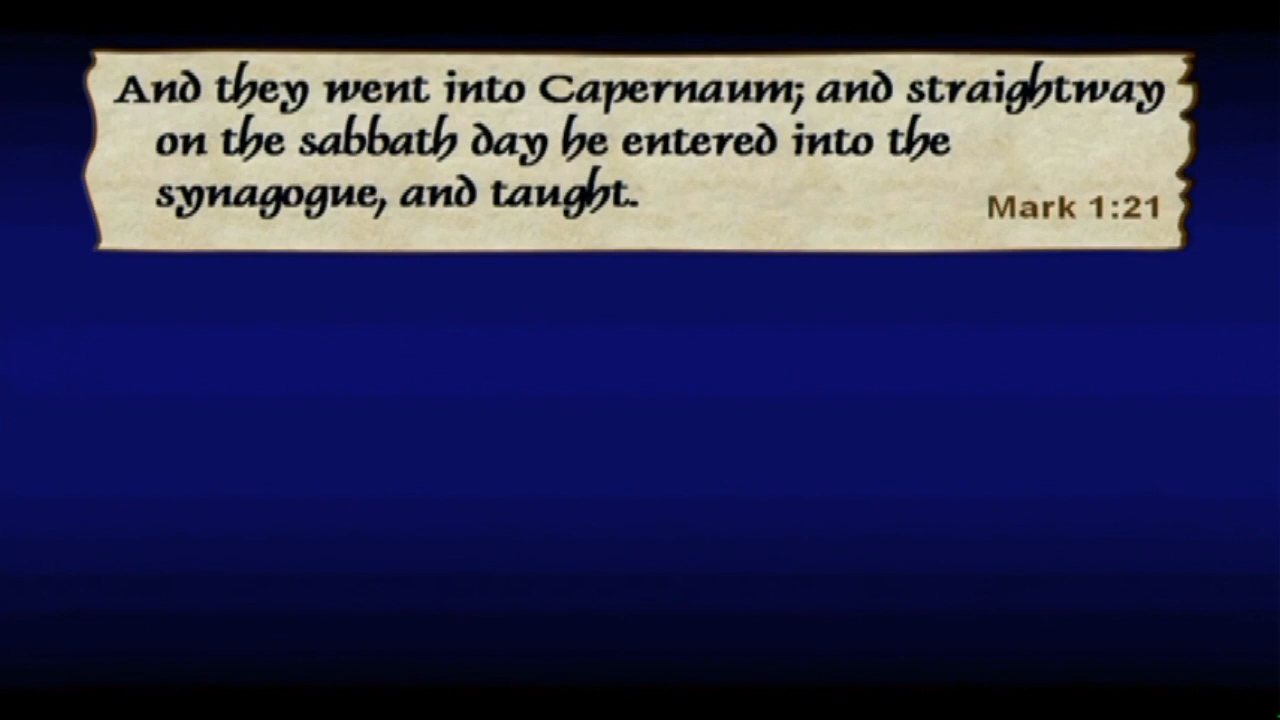 And they went into Capernaum; and straightway
on the sabbath day he entered into the
synagogue, and taught.
Mark 1:21